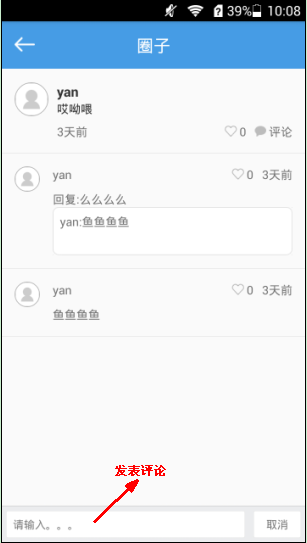 39% 10:08
圈子
yan
哎呦喂
3天前 0 评论
yan 0 3天前
回复:么么么么
yan:鱼鱼鱼鱼
yan 0 3天前
鱼鱼鱼鱼
发表评论
请输入。。。 取消